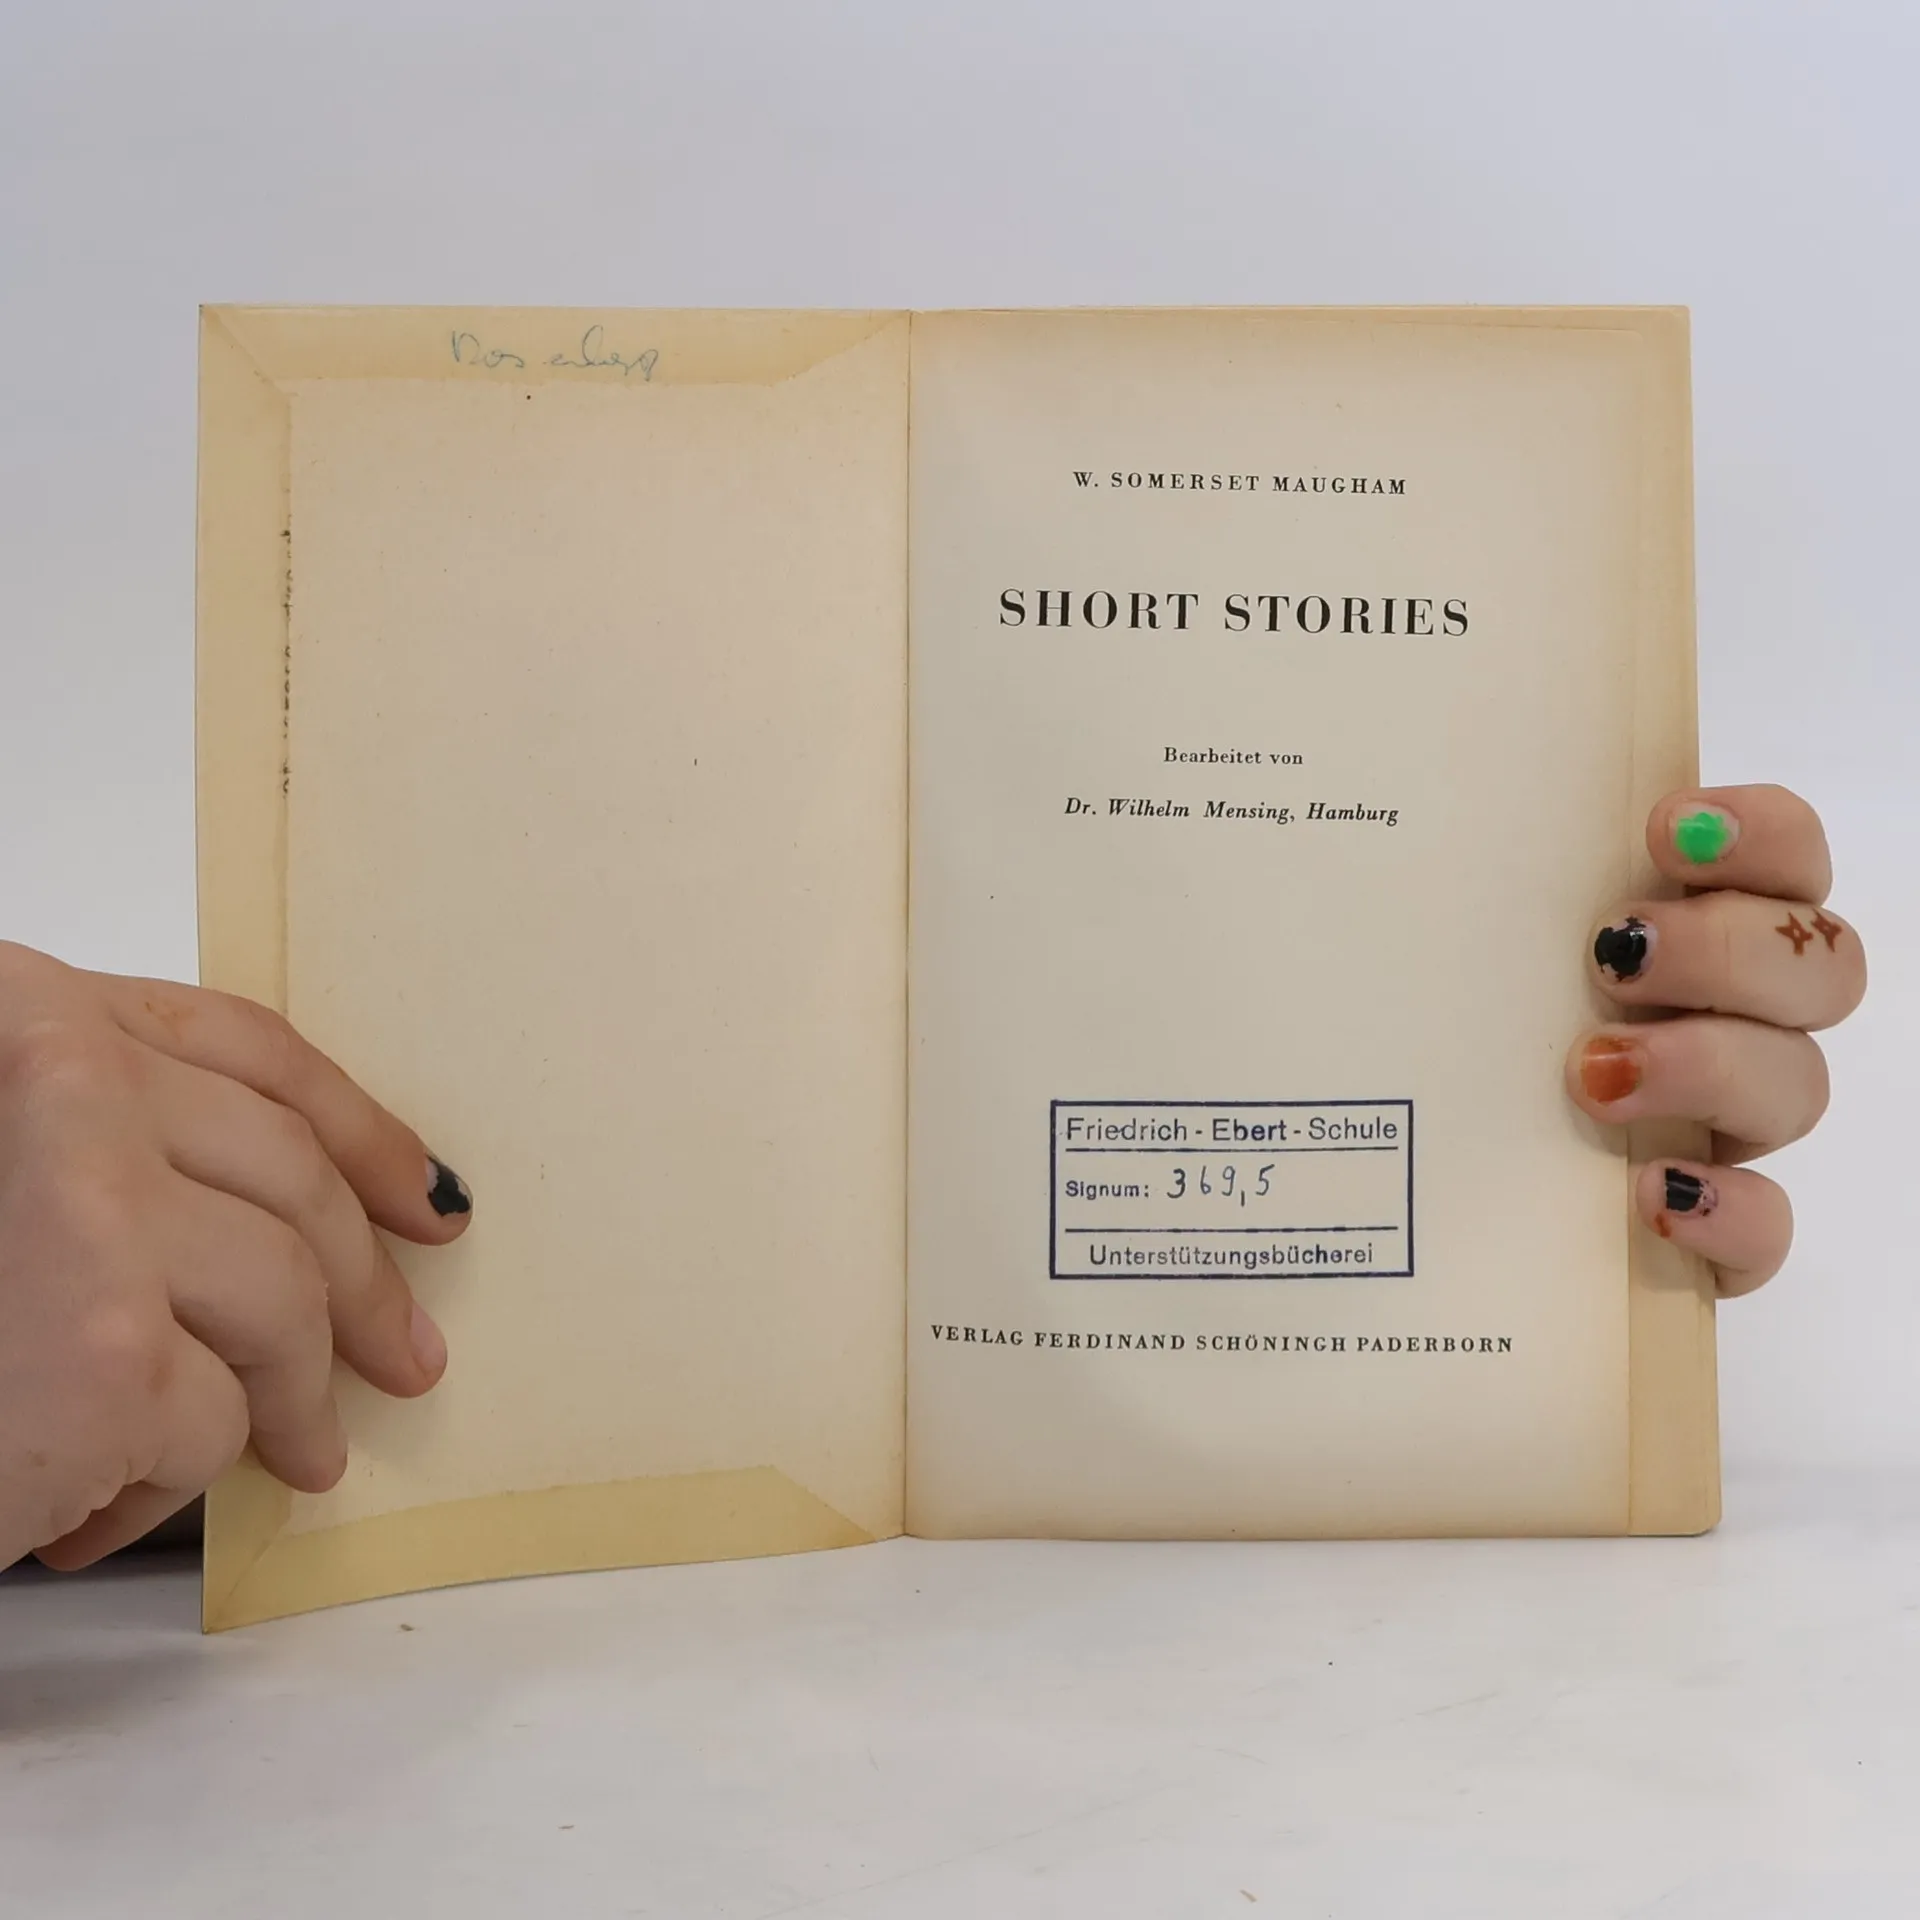 W. SOMERSET MAUGHAM
SHORT STORIES
Bearbeitet von
Dr. Wilhelm Mensing, Hamburg
Friedrich - Ebert - Schule
Signum: 369,5
Unterstützungsbücherei
VERLAG FERDINAND SCHÖNINGH PADERBORN